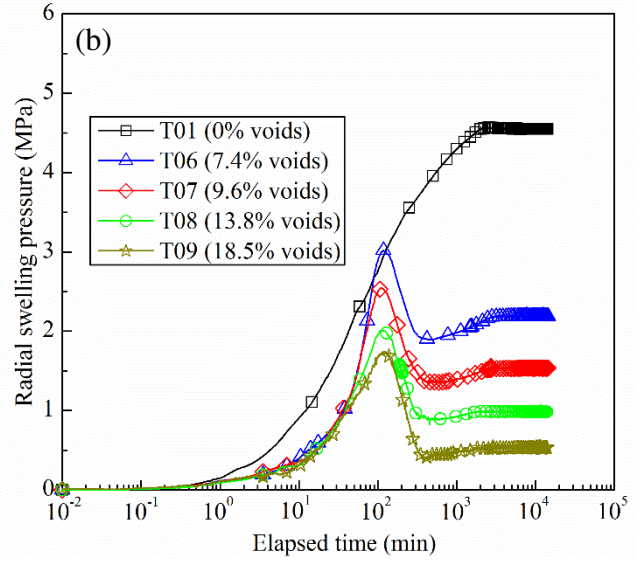 (b)
Radial swelling pressure (MPa)
6
5
4
3
2
1
0
T01 (0% voids)
T06 (7.4% voids)
T07 (9.6% voids)
T08 (13.8% voids)
T09 (18.5% voids)
10⁻² 10⁻¹ 10⁰ 10¹ 10² 10³ 10⁴ 10⁵
Elapsed time (min)